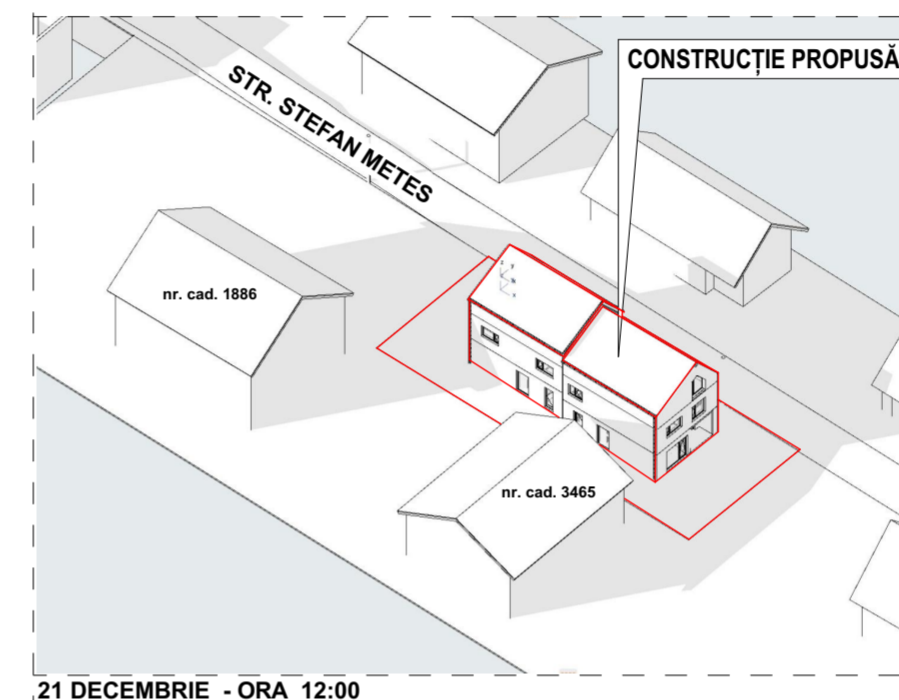 CONSTRUCȚIE PROPUSĂ
STR. STEFAN METES
nr. cad. 1886
nr. cad. 3465
21 DECEMBRIE - ORA 12:00